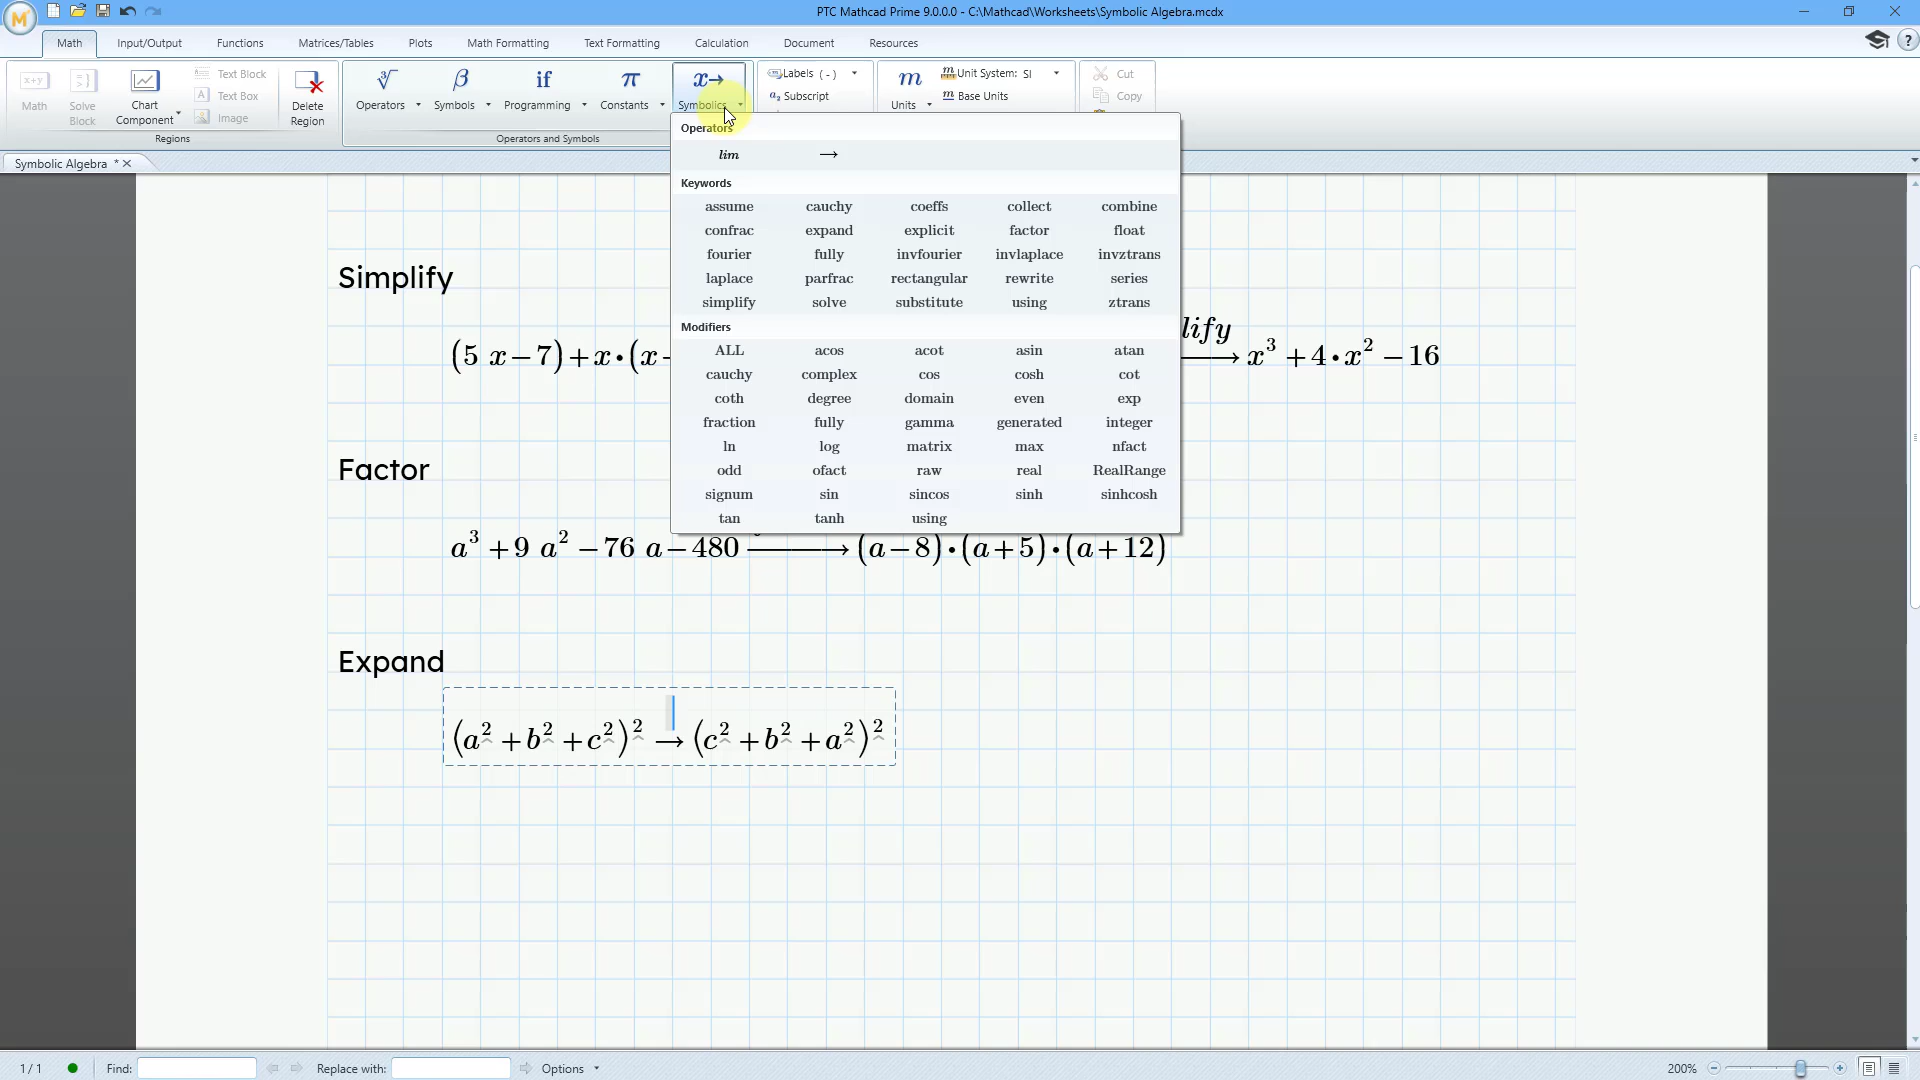 PTC Mathcad Prime 9.0.0.0 - C:\Mathcad\Worksheets\Symbolic Algebra.mcdx
Math Input/Output Functions Matrices/Tables Plots Math Formatting Text Formatting Calculation Document Resources
Math
Solve Block
Chart Component
Text Block
Text Box
Image
Delete Region
Regions
Operators
Symbols
Programming
Constants
Symbolics
Operators and Symbols
Labels ( - )
Subscript
Units
Unit System: SI
Base Units
Cut
Copy
Symbolic Algebra *
Operators
lim →
Keywords
assume cauchy coeffs collect combine
confrac expand explicit factor float
fourier fully invfourier invlaplace invztrans
laplace parfrac rectangular rewrite series
simplify solve substitute using ztrans
Modifiers
ALL acos acot asin atan
cauchy complex cos cosh cot
coth degree domain even exp
fraction fully gamma generated integer
ln log matrix max nfact
odd ofact raw real RealRange
signum sin sincos sinh sinhcosh
tan tanh using
Simplify
(5 x−7)+x•(x− lify → x³ +4•x² −16
Factor
a³ +9 a² −76 a−480 → (a−8)•(a+5)•(a+12)
Expand
(a² +b² +c²)² → (c² +b² +a²)²
1 / 1 Find: Replace with: Options 200%